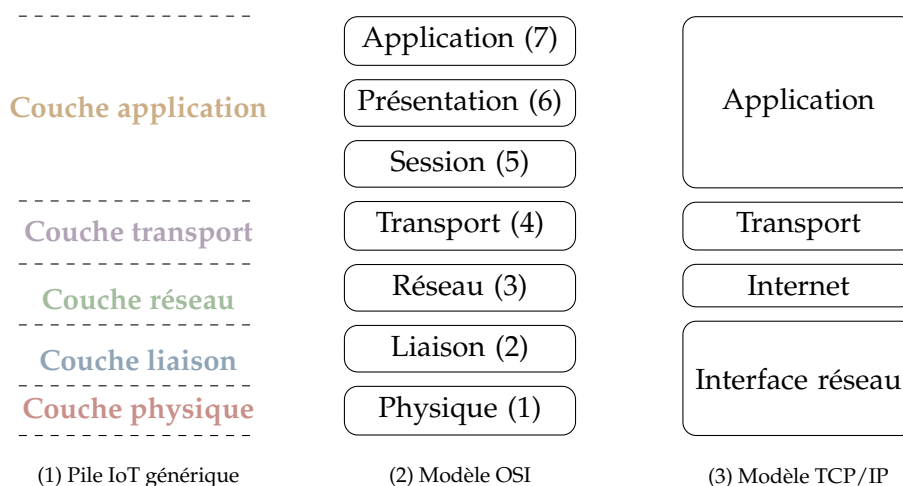 Couche application
Couche transport
Couche réseau
Couche liaison
Couche physique
(1) Pile IoT générique
Application (7)
Présentation (6)
Session (5)
Transport (4)
Réseau (3)
Liaison (2)
Physique (1)
(2) Modèle OSI
Application
Transport
Internet
Interface réseau
(3) Modèle TCP/IP